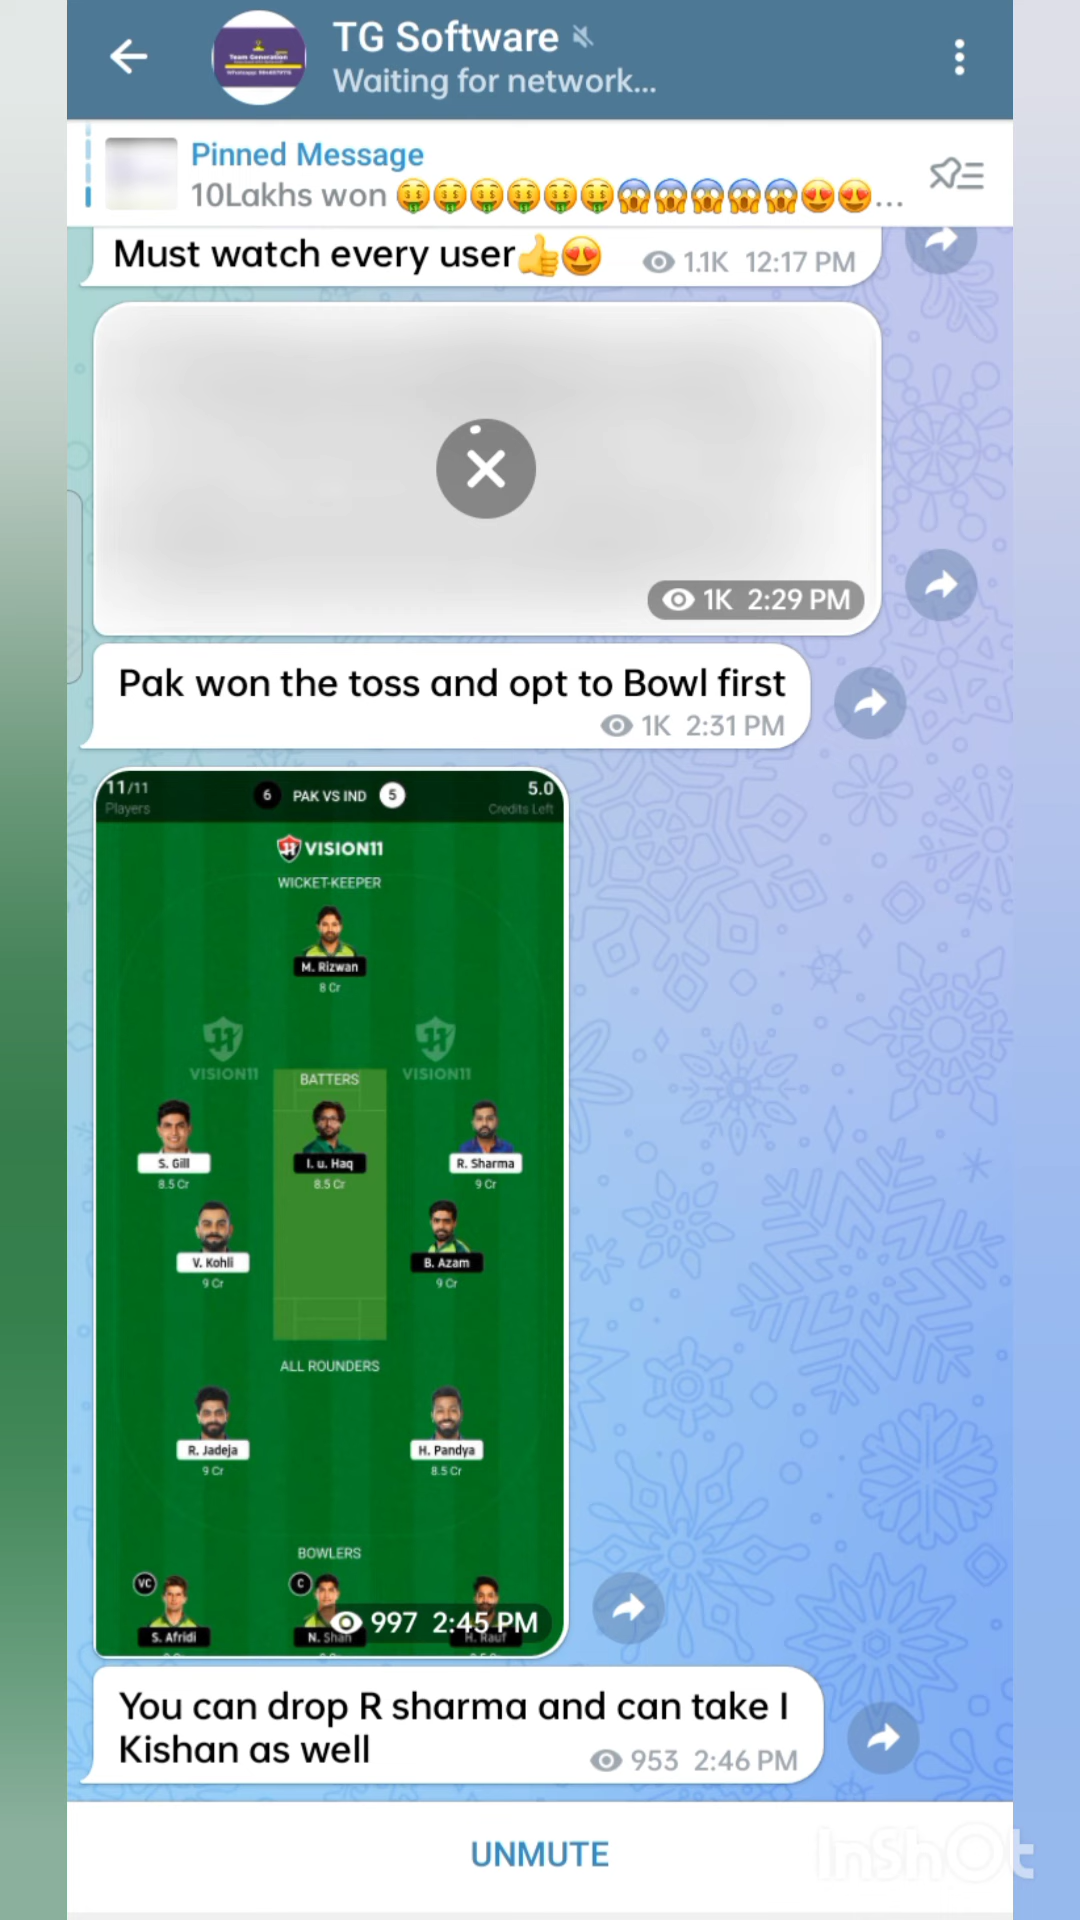 TG Software
Waiting for network...
Team Generation
Pinned Message
10Lakhs won 🤑🤑🤑🤑🤑🤑😱😱😱😱😱😍😍...
Must watch every user👍😍 1.1K 12:17 PM
1K 2:29 PM
Pak won the toss and opt to Bowl first
1K 2:31 PM
11/11 6 PAK VS IND 5 5.0
Players Credits Left
VISION11
WICKET-KEEPER
M. Rizwan
8 Cr
VISION11 VISION11
BATTERS
S. Gill I. u. Haq R. Sharma
8.5 Cr 8.5 Cr 9 Cr
V. Kohli B. Azam
9 Cr 9 Cr
ALL ROUNDERS
R. Jadeja H. Pandya
9 Cr 8.5 Cr
BOWLERS
VC C
997 2:45 PM
S. Afridi N. Shah H. Rauf
You can drop R sharma and can take I
Kishan as well 953 2:46 PM
UNMUTE
InShOt